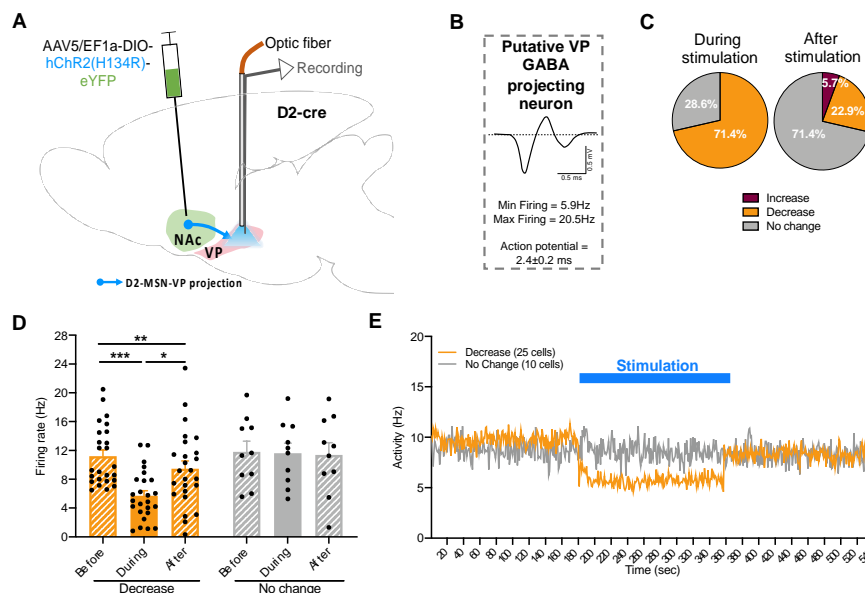 A
AAV5/EF1a-DIO-
hChR2(H134R)-
eYFP
Optic fiber
Recording
D2-cre
NAc
VP
D2-MSN-VP projection
B
Putative VP
GABA
projecting
neuron
0.5 mV
0.5 ms
Min Firing = 5.9Hz
Max Firing = 20.5Hz
Action potential =
2.4±0.2 ms
C
During
stimulation
After
stimulation
28.6%
71.4%
5.7%
22.9%
71.4%
Increase
Decrease
No change
D
Firing rate (Hz)
28
24
20
16
12
8
4
0
**
***
*
Before
During
After
Before
During
After
Decrease
No change
E
Activity (Hz)
20
15
10
5
0
Decrease (25 cells)
No Change (10 cells)
Stimulation
20 40 60 80 100 120 140 160 180 200 220 240 260 280 300 320 340 360 380 400 420 440 460 480 500 520
Time (sec)